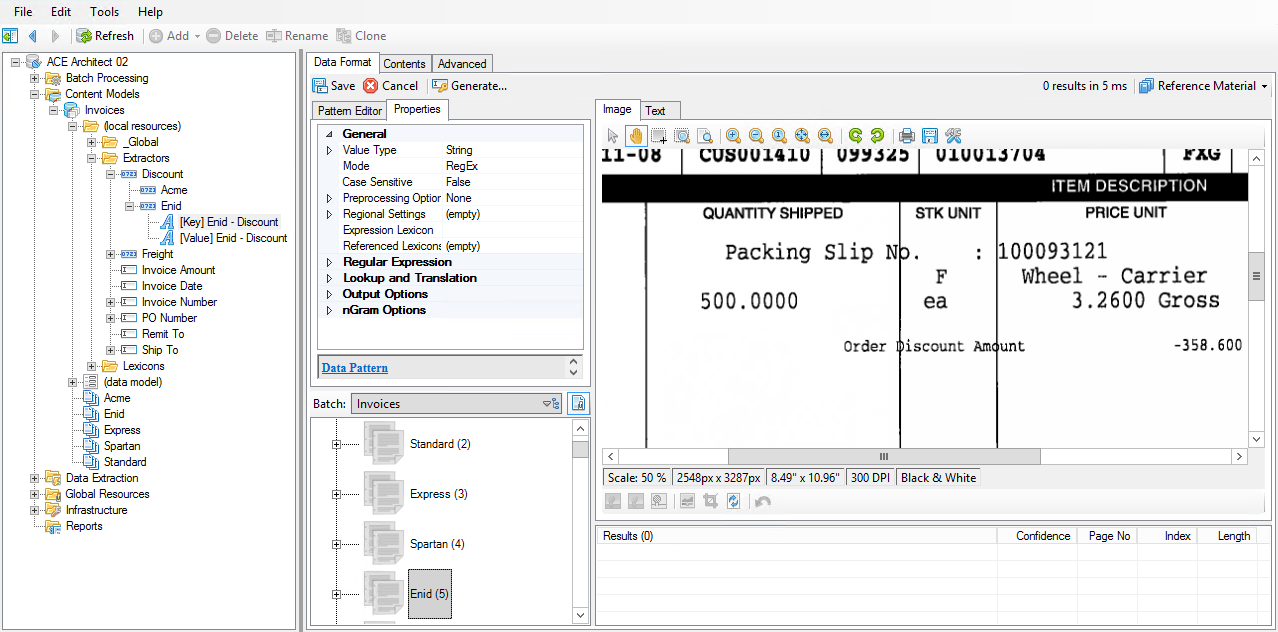 File Edit Tools Help
Refresh Add Delete Rename Clone
ACE Architect 02
Batch Processing
Content Models
Invoices
(local resources)
_Global
Extractors
Discount
Acme
Enid
[Key] Enid - Discount
[Value] Enid - Discount
Freight
Invoice Amount
Invoice Date
Invoice Number
PO Number
Remit To
Ship To
Lexicons
(data model)
Acme
Enid
Express
Spartan
Standard
Data Extraction
Global Resources
Infrastructure
Reports
Data Format Contents Advanced
Save Cancel Generate... 0 results in 5 ms Reference Material
Pattern Editor Properties
General
Value Type String
Mode RegEx
Case Sensitive False
Preprocessing Option None
Regional Settings (empty)
Expression Lexicon
Referenced Lexicons (empty)
Regular Expression
Lookup and Translation
Output Options
nGram Options
Data Pattern
Batch: Invoices
Standard (2)
Express (3)
Spartan (4)
Enid (5)
Image Text
11-08 CUS001410 099325 010013704 FXG
ITEM DESCRIPTION
QUANTITY SHIPPED STK UNIT PRICE UNIT
Packing Slip No. : 100093121
F Wheel - Carrier
500.0000 ea 3.2600 Gross
Order Discount Amount -358.600
Scale: 50 % 2548px x 3287px 8.49" x 10.96" 300 DPI Black & White
Results (0) Confidence Page No Index Length